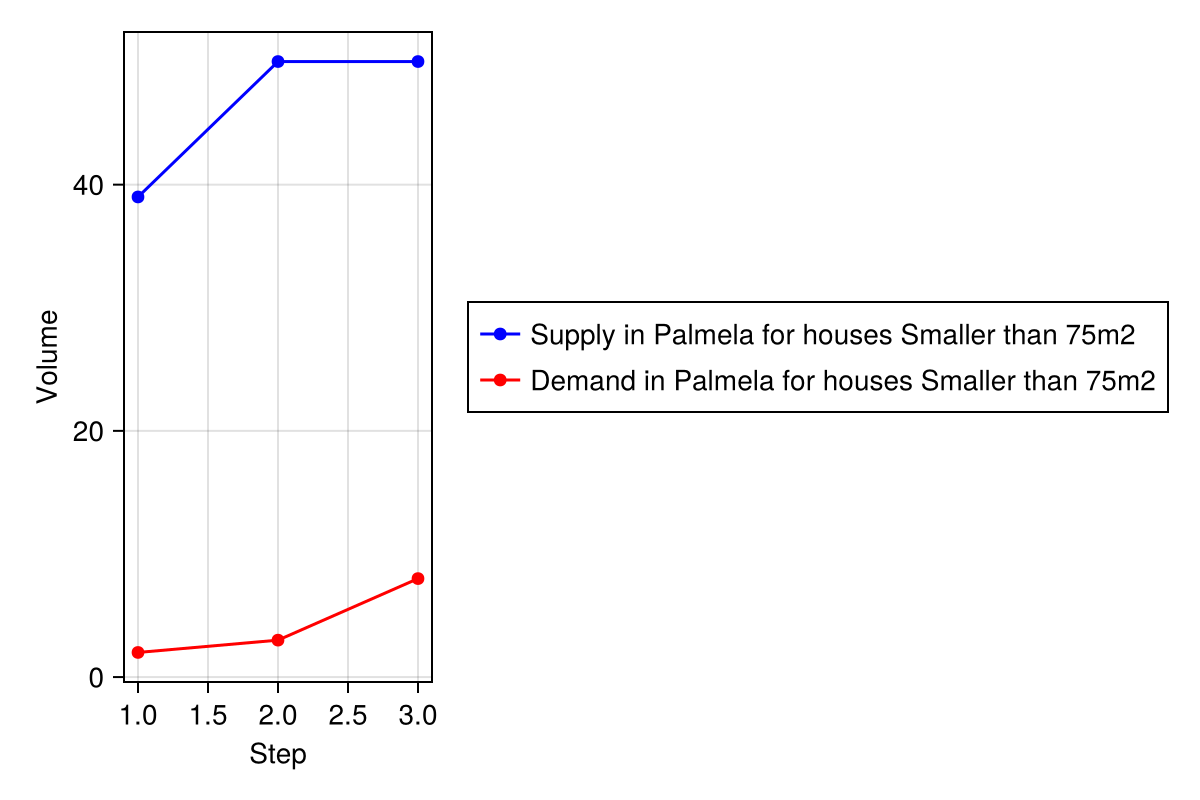 Volume
40
20
0
1.0 1.5 2.0 2.5 3.0
Step
Supply in Palmela for houses Smaller than 75m2
Demand in Palmela for houses Smaller than 75m2